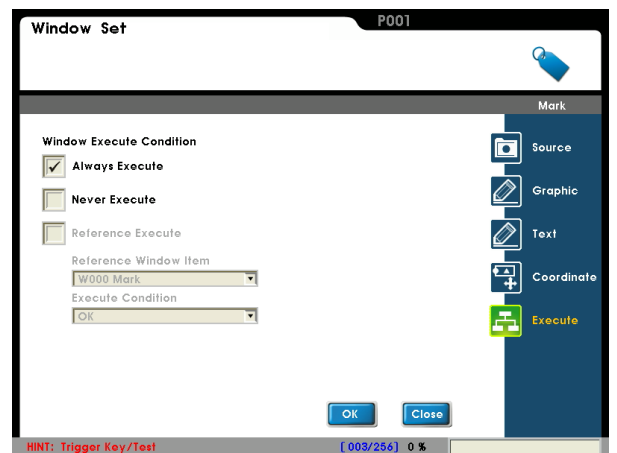 Window Set
P001
Mark
Window Execute Condition
Always Execute
Never Execute
Reference Execute
Reference Window Item
W000 Mark
Execute Condition
OK
Source
Graphic
Text
Coordinate
Execute
OK
Close
HINT: Trigger Key/Test
[003/256] 0 %